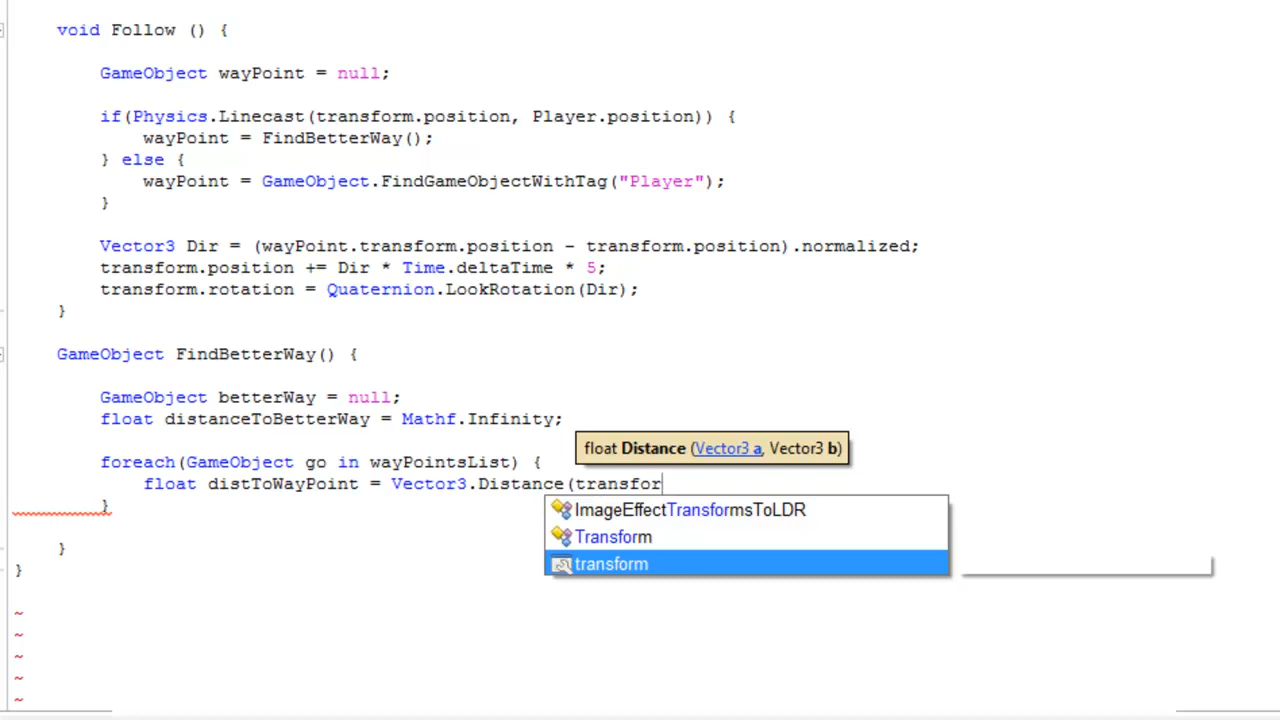 void Follow () {
GameObject wayPoint = null;
if(Physics.Linecast(transform.position, Player.position)) {
wayPoint = FindBetterWay();
} else {
wayPoint = GameObject.FindGameObjectWithTag("Player");
}
Vector3 Dir = (wayPoint.transform.position - transform.position).normalized;
transform.position += Dir * Time.deltaTime * 5;
transform.rotation = Quaternion.LookRotation(Dir);
}
GameObject FindBetterWay() {
GameObject betterWay = null;
float distanceToBetterWay = Mathf.Infinity;
float Distance (Vector3 a, Vector3 b)
foreach(GameObject go in wayPointsList) {
float distToWayPoint = Vector3.Distance(transfor
}
ImageEffectTransformsToLDR
Transform
transform
}
}
~
~
~
~
~